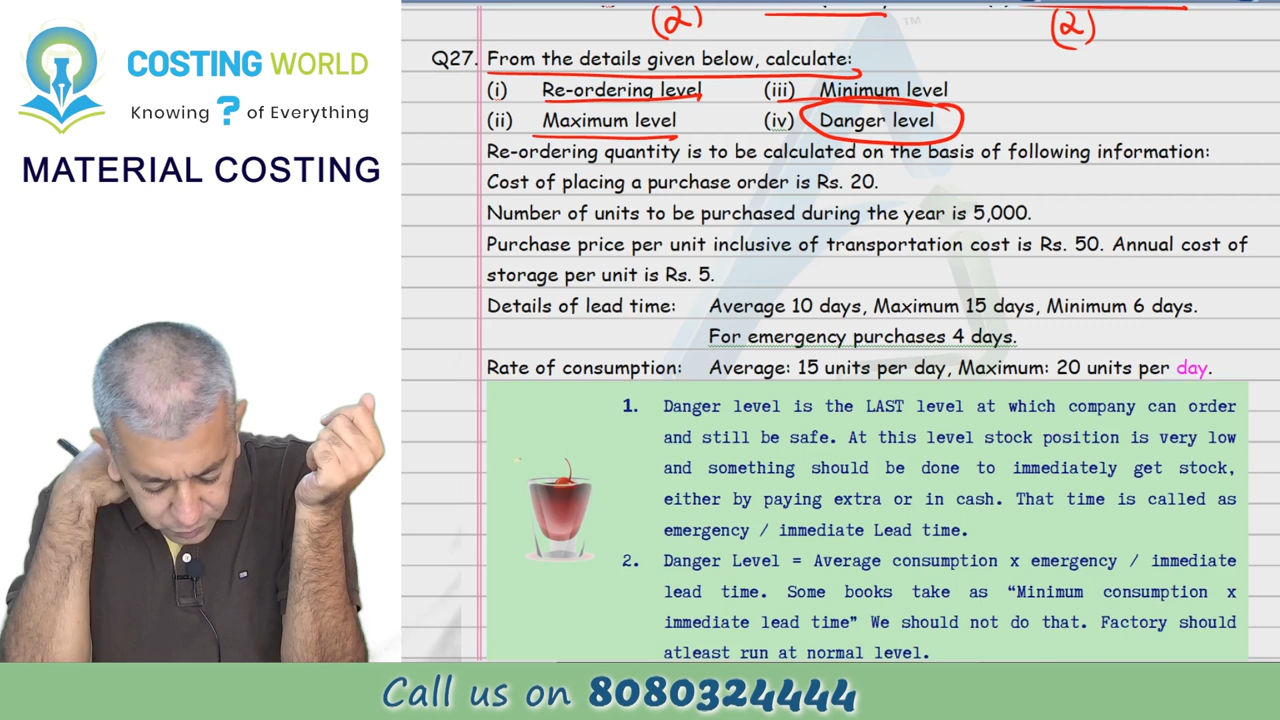 (2)
(2)
TM
COSTING WORLD
Knowing ? of Everything
MATERIAL COSTING
Q27. From the details given below, calculate:
(i) Re-ordering level (iii) Minimum level
(ii) Maximum level (iv) Danger level
Re-ordering quantity is to be calculated on the basis of following information:
Cost of placing a purchase order is Rs. 20.
Number of units to be purchased during the year is 5,000.
Purchase price per unit inclusive of transportation cost is Rs. 50. Annual cost of
storage per unit is Rs. 5.
Details of lead time: Average 10 days, Maximum 15 days, Minimum 6 days.
For emergency purchases 4 days.
Rate of consumption: Average: 15 units per day, Maximum: 20 units per day.
1. Danger level is the LAST level at which company can order
and still be safe. At this level stock position is very low
and something should be done to immediately get stock,
either by paying extra or in cash. That time is called as
emergency / immediate Lead time.
2. Danger Level = Average consumption x emergency / immediate
lead time. Some books take as “Minimum consumption x
immediate lead time” We should not do that. Factory should
atleast run at normal level.
Call us on 8080324444